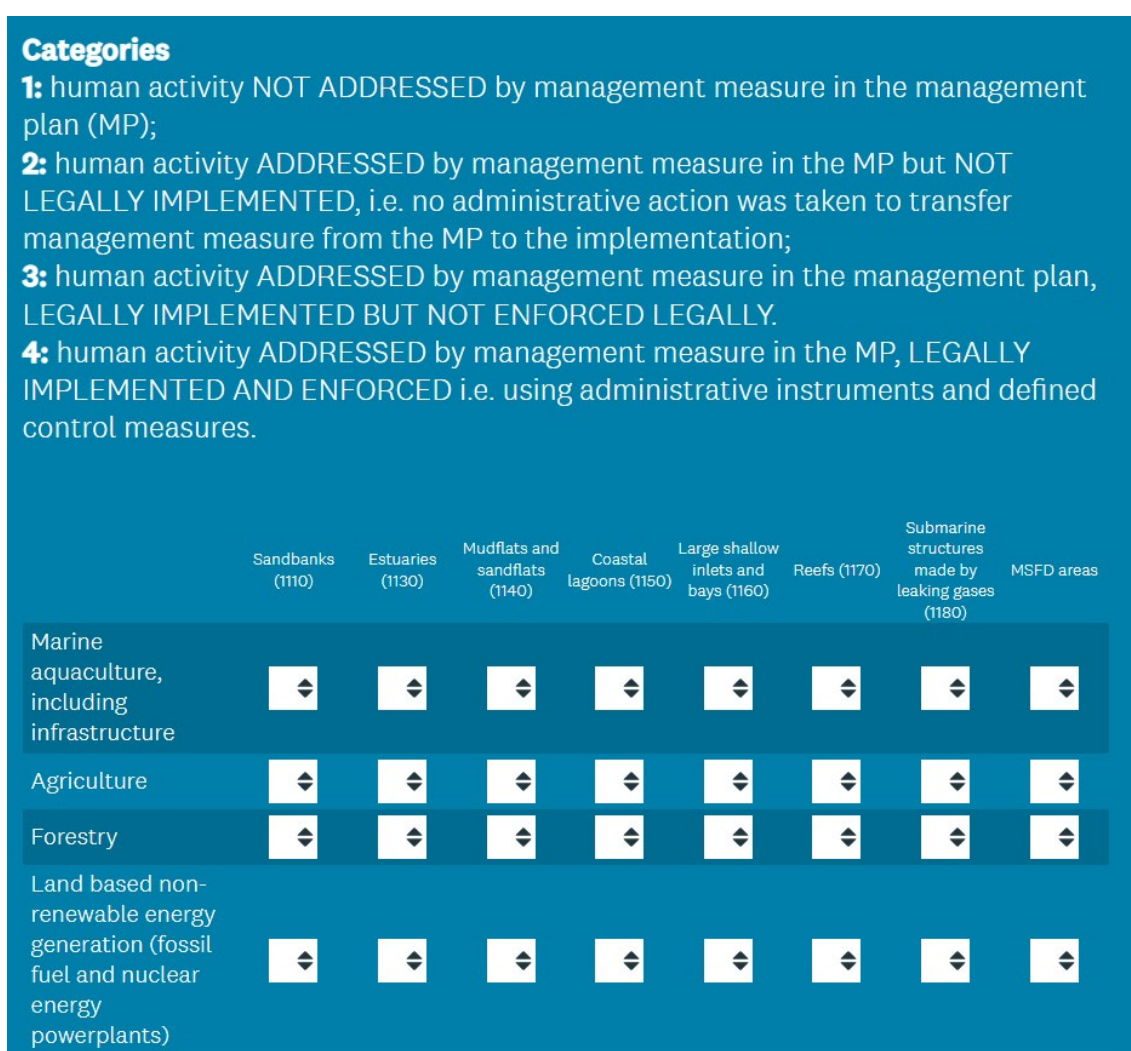 Categories
1: human activity NOT ADDRESSED by management measure in the management
plan (MP);
2: human activity ADDRESSED by management measure in the MP but NOT
LEGALLY IMPLEMENTED, i.e. no administrative action was taken to transfer
management measure from the MP to the implementation;
3: human activity ADDRESSED by management measure in the management plan,
LEGALLY IMPLEMENTED BUT NOT ENFORCED LEGALLY.
4: human activity ADDRESSED by management measure in the MP, LEGALLY
IMPLEMENTED AND ENFORCED i.e. using administrative instruments and defined
control measures.
Sandbanks
(1110)
Estuaries
(1130)
Mudflats and
sandflats
(1140)
Coastal
lagoons (1150)
Large shallow
inlets and
bays (1160)
Reefs (1170)
Submarine
structures
made by
leaking gases
(1180)
MSFD areas
Marine
aquaculture,
including
infrastructure
Agriculture
Forestry
Land based non-
renewable energy
generation (fossil
fuel and nuclear
energy
powerplants)